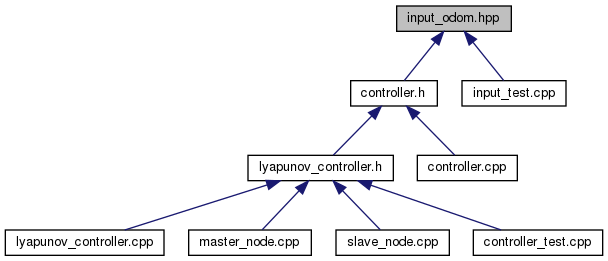 input_odom.hpp
controller.h
input_test.cpp
lyapunov_controller.h
controller.cpp
lyapunov_controller.cpp
master_node.cpp
slave_node.cpp
controller_test.cpp